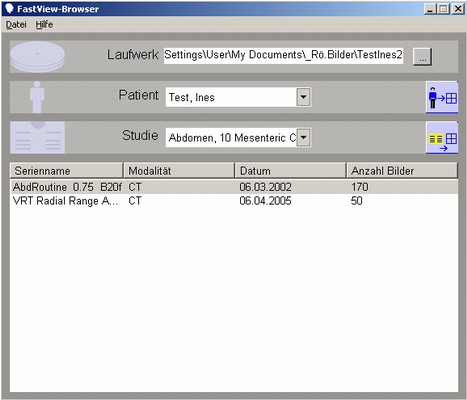 FastView-Browser
Datei Hilfe
Laufwerk Settings\User\My Documents\_Rö.Bilder\TestInes2 ...
Patient Test, Ines
Studie Abdomen, 10 Mesenteric C
Serienname Modalität Datum Anzahl Bilder
AbdRoutine 0.75 B20f CT 06.03.2002 170
VRT Radial Range A... CT 06.04.2005 50